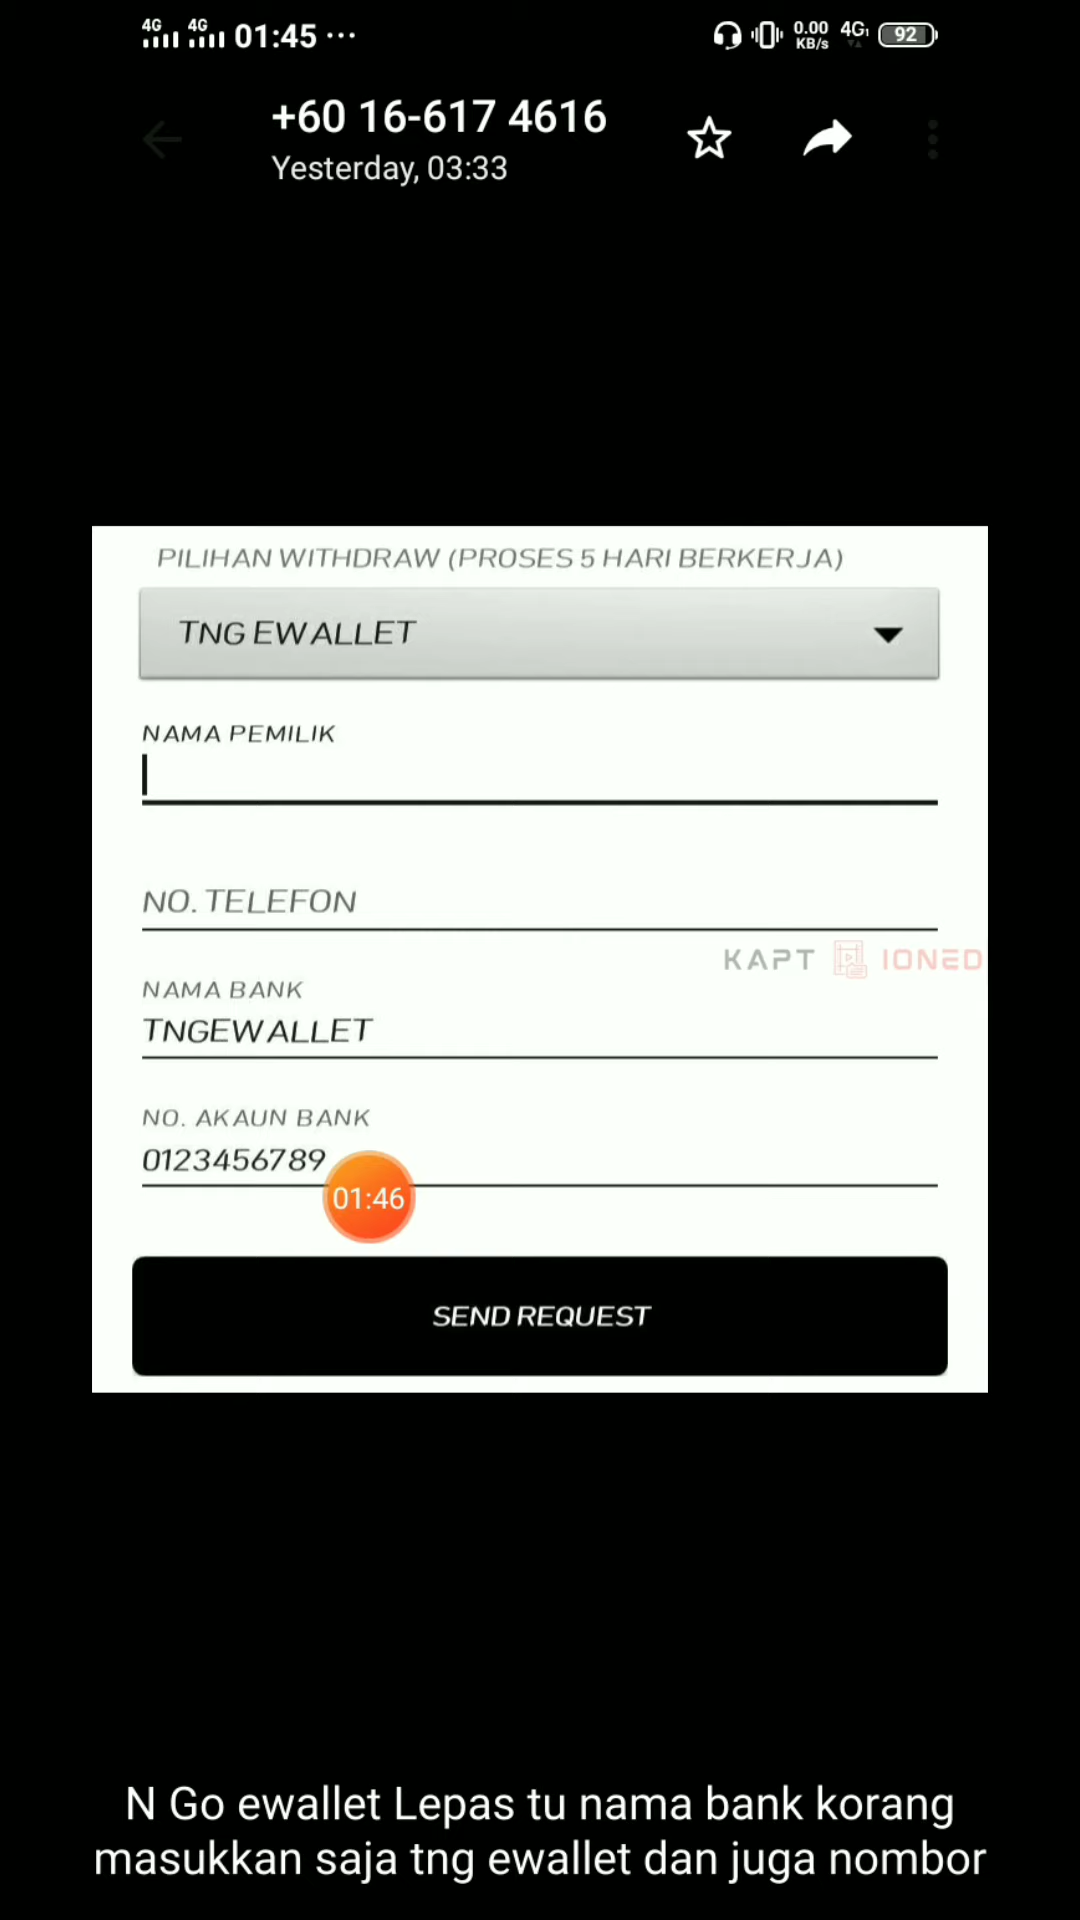 4G 4G 01:45 ... 0.00 KB/s 4G1 92
+60 16-617 4616
Yesterday, 03:33
PILIHAN WITHDRAW (PROSES 5 HARI BERKERJA)
TNG EWALLET
NAMA PEMILIK
NO. TELEFON
KAPT IONED
NAMA BANK
TNGEWALLET
NO. AKAUN BANK
0123456789
01:46
SEND REQUEST
N Go ewallet Lepas tu nama bank korang
masukkan saja tng ewallet dan juga nombor